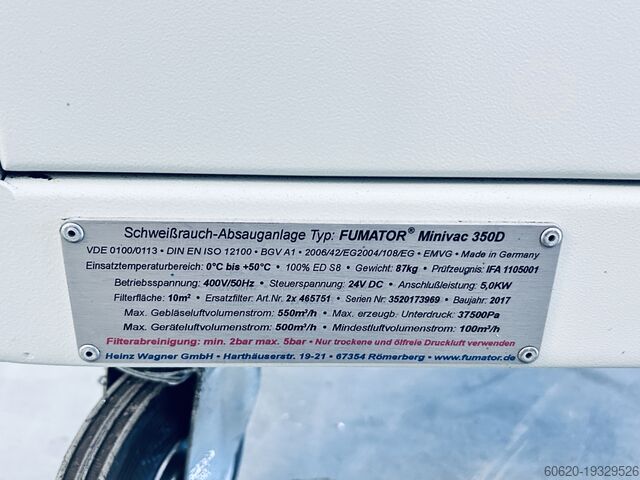 Schweißrauch-Absauganlage Typ: FUMATOR® Minivac 350D
VDE 0100/0113 • DIN EN ISO 12100 • BGV A1 • 2006/42/EG2004/108/EG • EMVG • Made in Germany
Einsatztemperaturbereich: 0°C bis +50°C • 100% ED S8 • Gewicht: 87kg • Prüfzeugnis: IFA 1105001
Betriebsspannung: 400V/50Hz • Steuerspannung: 24V DC • Anschlußleistung: 5,0KW
Filterfläche: 10m² • Ersatzfilter: Art.Nr. 2x 465751 • Serien Nr: 3520173969 • Baujahr: 2017
Max. Gebläseluftvolumenstrom: 550m³/h • Max. erzeugb. Unterdruck: 37500Pa
Max. Geräteluftvolumenstrom: 500m³/h • Mindestluftvolumenstrom: 100m³/h
Filterabreinigung: min. 2bar max. 5bar • Nur trockene und ölfreie Druckluft verwenden
Heinz Wagner GmbH • Harthäuserstr. 19-21 • 67354 Römerberg • www.fumator.de
60620-19329526